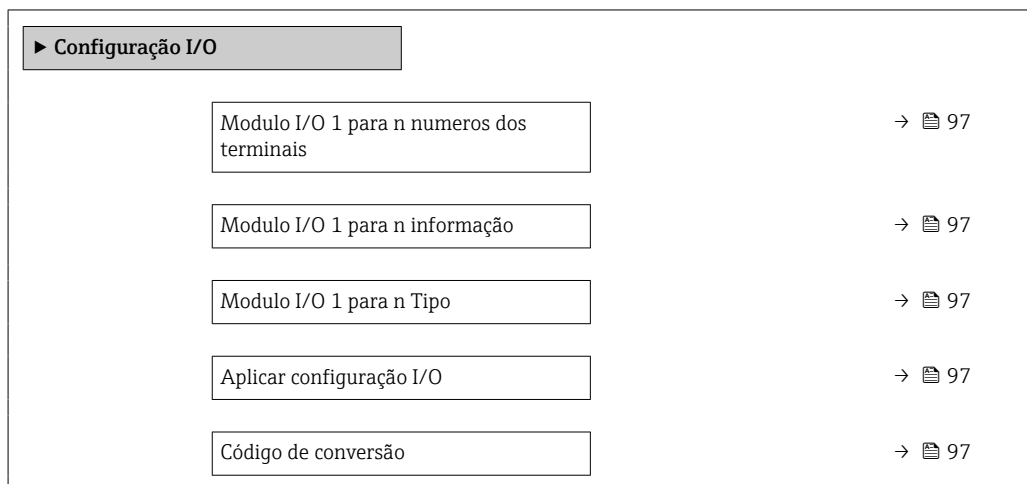 ▶ Configuração I/O
Modulo I/O 1 para n numeros dos
terminais
→ 97
Modulo I/O 1 para n informação → 97
Modulo I/O 1 para n Tipo → 97
Aplicar configuração I/O → 97
Código de conversão → 97